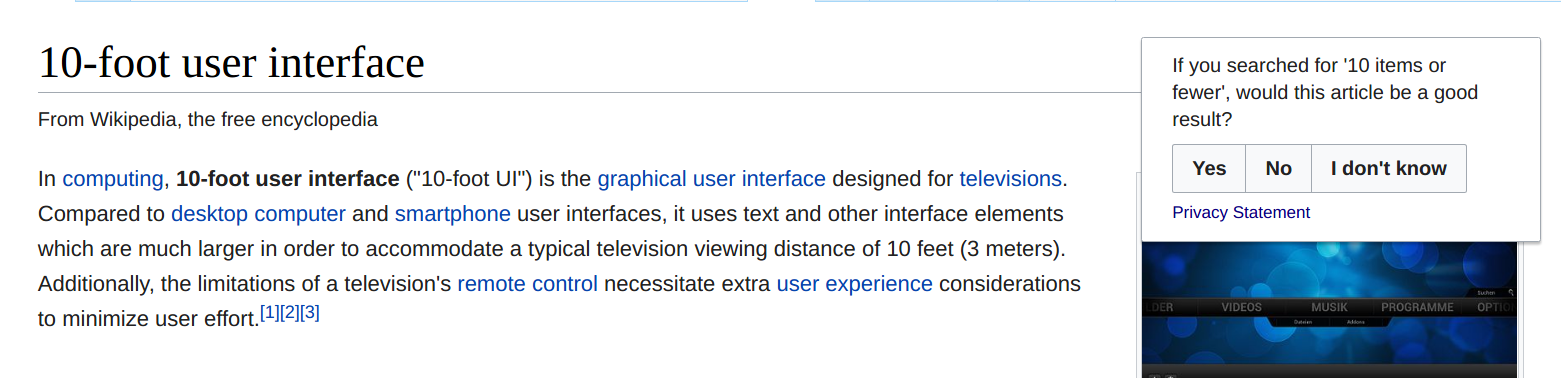 10-foot user interface
From Wikipedia, the free encyclopedia
In computing, 10-foot user interface ("10-foot UI") is the graphical user interface designed for televisions.
Compared to desktop computer and smartphone user interfaces, it uses text and other interface elements
which are much larger in order to accommodate a typical television viewing distance of 10 feet (3 meters).
Additionally, the limitations of a television's remote control necessitate extra user experience considerations
to minimize user effort.[1][2][3]
If you searched for '10 items or
fewer', would this article be a good
result?
Yes No I don't know
Privacy Statement
Suchen
LDER VIDEOS MUSIK PROGRAMME OPTIO
Dateien Addons